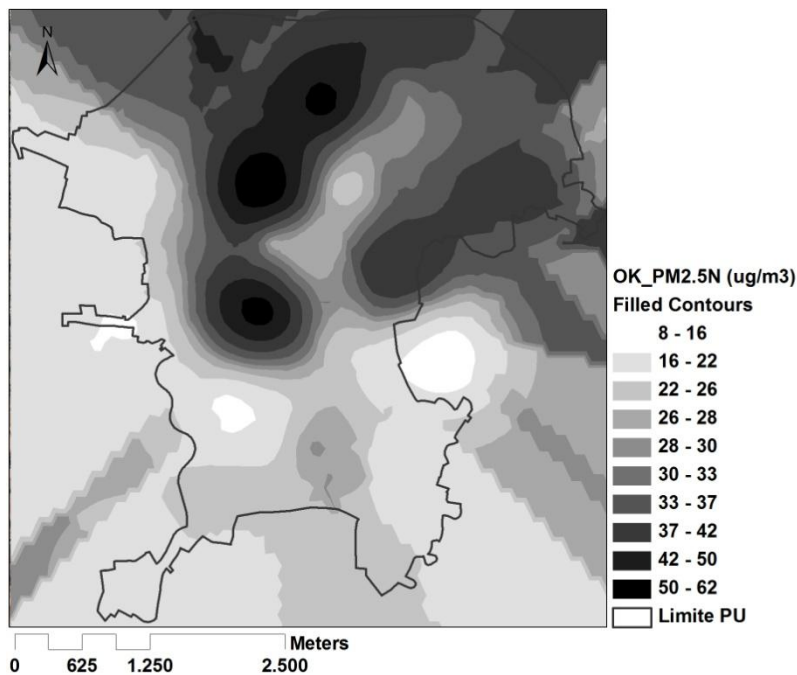 N
OK_PM2.5N (ug/m3)
Filled Contours
8 - 16
16 - 22
22 - 26
26 - 28
28 - 30
30 - 33
33 - 37
37 - 42
42 - 50
50 - 62
Limite PU
Meters
0 625 1.250 2.500